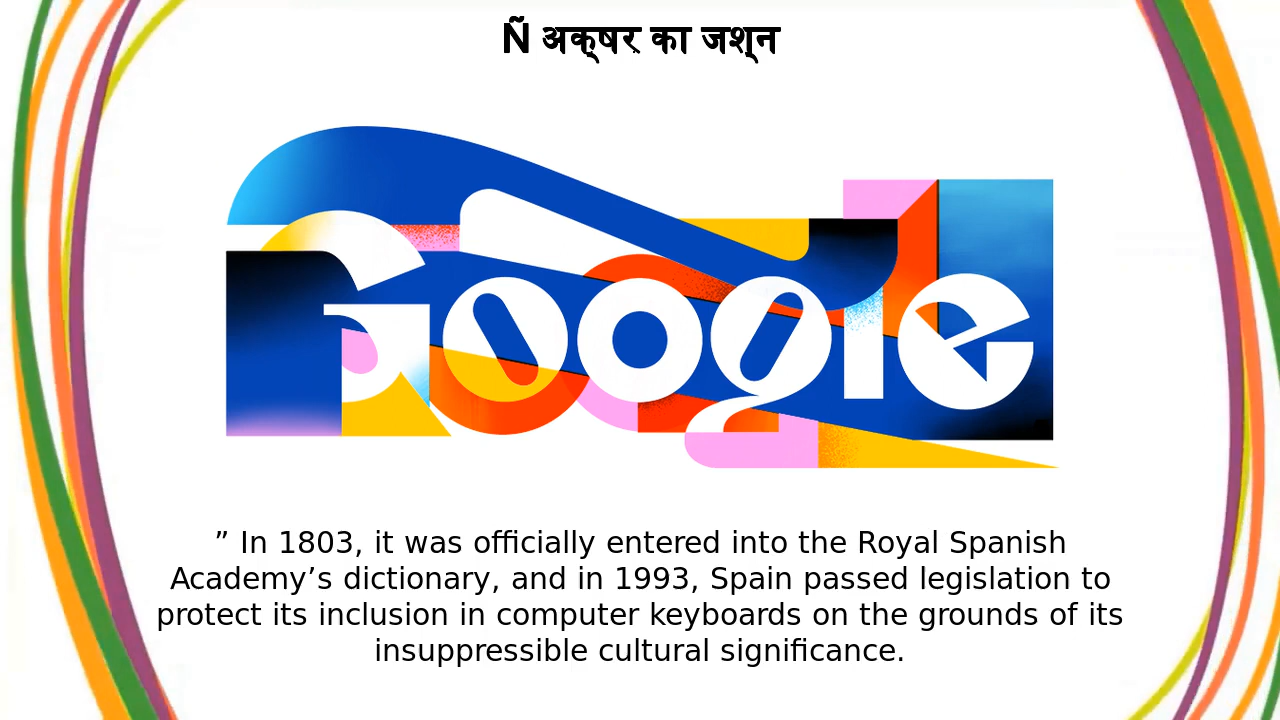 Ñ अक्षर का जश्न
Google
” In 1803, it was officially entered into the Royal Spanish
Academy’s dictionary, and in 1993, Spain passed legislation to
protect its inclusion in computer keyboards on the grounds of its
insuppressible cultural significance.